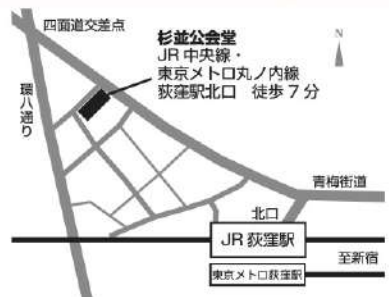 四面道交差点
杉並公会堂
JR 中央線・
東京メトロ丸ノ内線
荻窪駅北口 徒歩 7 分
N
環八通り
青梅街道
北口
JR 荻窪駅
至新宿
東京メトロ荻窪駅